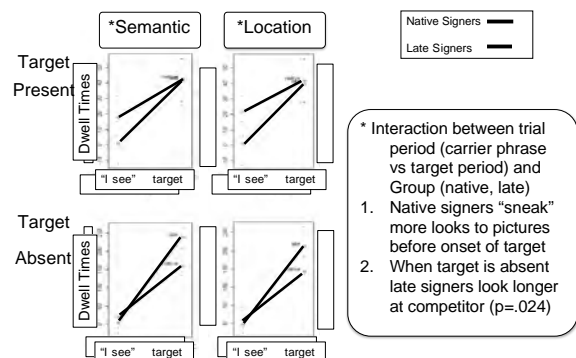 *Semantic
*Location
Native Signers
Late Signers
Target
Present
Dwell Times
"I see" target
"I see" target
Target
Absent
Dwell Times
"I see" target
"I see" target
* Interaction between trial
period (carrier phrase
vs target period) and
Group (native, late)
1. Native signers “sneak”
more looks to pictures
before onset of target
2. When target is absent
late signers look longer
at competitor (p=.024)